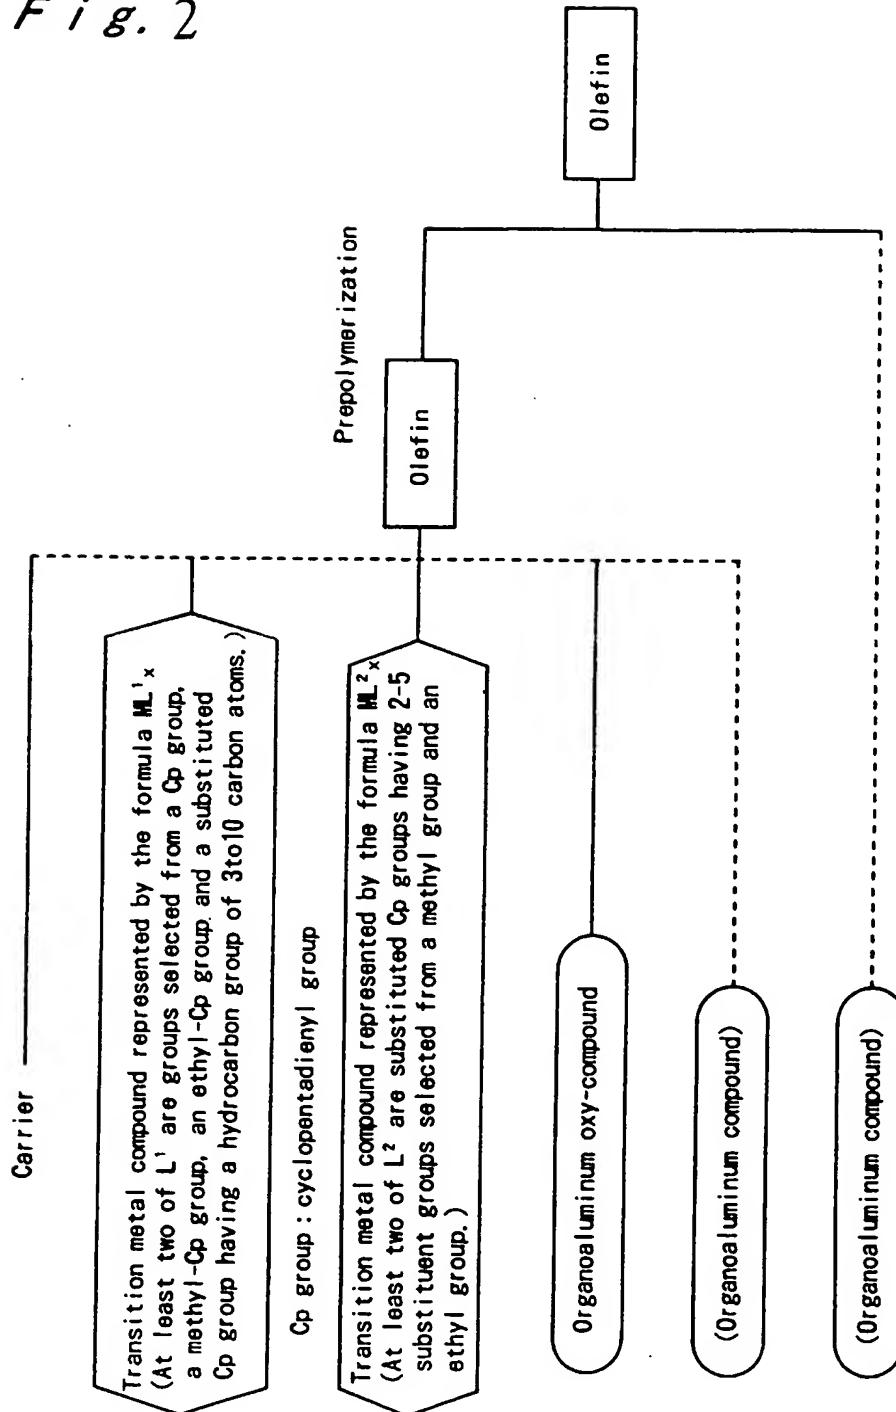 Fig. 2
Carrier
Transition metal compound represented by the formula ML¹x
(At least two of L¹ are groups selected from a Cp group,
a methyl-Cp group, an ethyl-Cp group and a substituted
Cp group having a hydrocarbon group of 3to10 carbon atoms.)
Cp group : cyclopentadienyl group
Transition metal compound represented by the formula ML²x
(At least two of L² are substituted Cp groups having 2-5
substituent groups selected from a methyl group and an
ethyl group.)
Organoaluminum oxy-compound
(Organoaluminum compound)
(Organoaluminum compound)
Prepolymerization
Olefin
Olefin